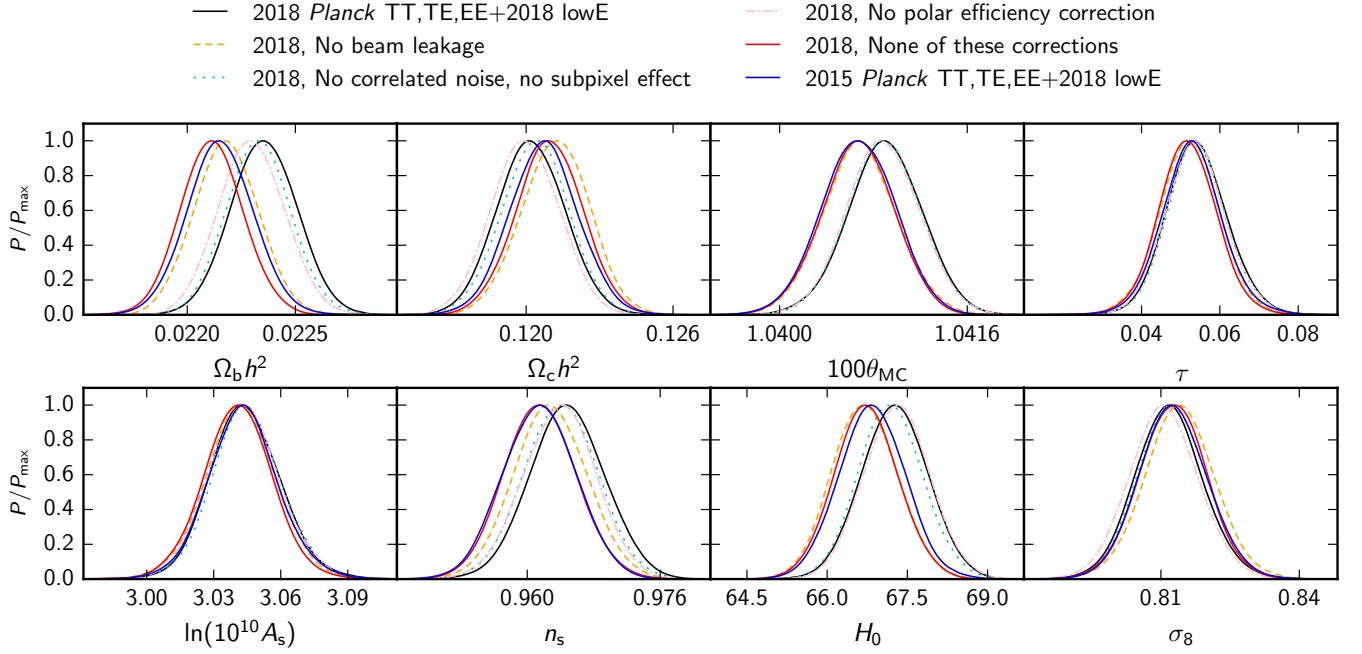 2018 Planck TT,TE,EE+2018 lowE
2018, No beam leakage
2018, No correlated noise, no subpixel effect
2018, No polar efficiency correction
2018, None of these corrections
2015 Planck TT,TE,EE+2018 lowE
P/P_max
1.0
0.8
0.6
0.4
0.2
0.0
0.0220 0.0225
0.120 0.126
1.0400 1.0416
0.04 0.06 0.08
Ω_b h² Ω_c h² 100θ_MC τ
P/P_max
1.0
0.8
0.6
0.4
0.2
0.0
3.00 3.03 3.06 3.09
0.960 0.976
64.5 66.0 67.5 69.0
0.81 0.84
ln(10¹⁰A_s) n_s H_0 σ_8